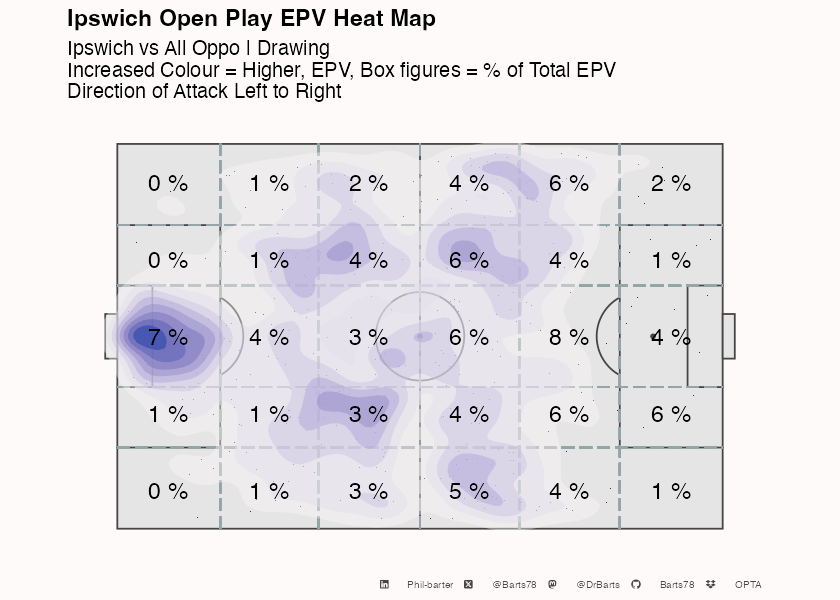 Ipswich Open Play EPV Heat Map
Ipswich vs All Oppo | Drawing
Increased Colour = Higher, EPV, Box figures = % of Total EPV
Direction of Attack Left to Right
0 % 1 % 2 % 4 % 6 % 2 %
0 % 1 % 4 % 6 % 4 % 1 %
7 % 4 % 3 % 6 % 8 % 4 %
1 % 1 % 3 % 4 % 6 % 6 %
0 % 1 % 3 % 5 % 4 % 1 %
Phil-barter @Barts78 @DrBarts Barts78 OPTA